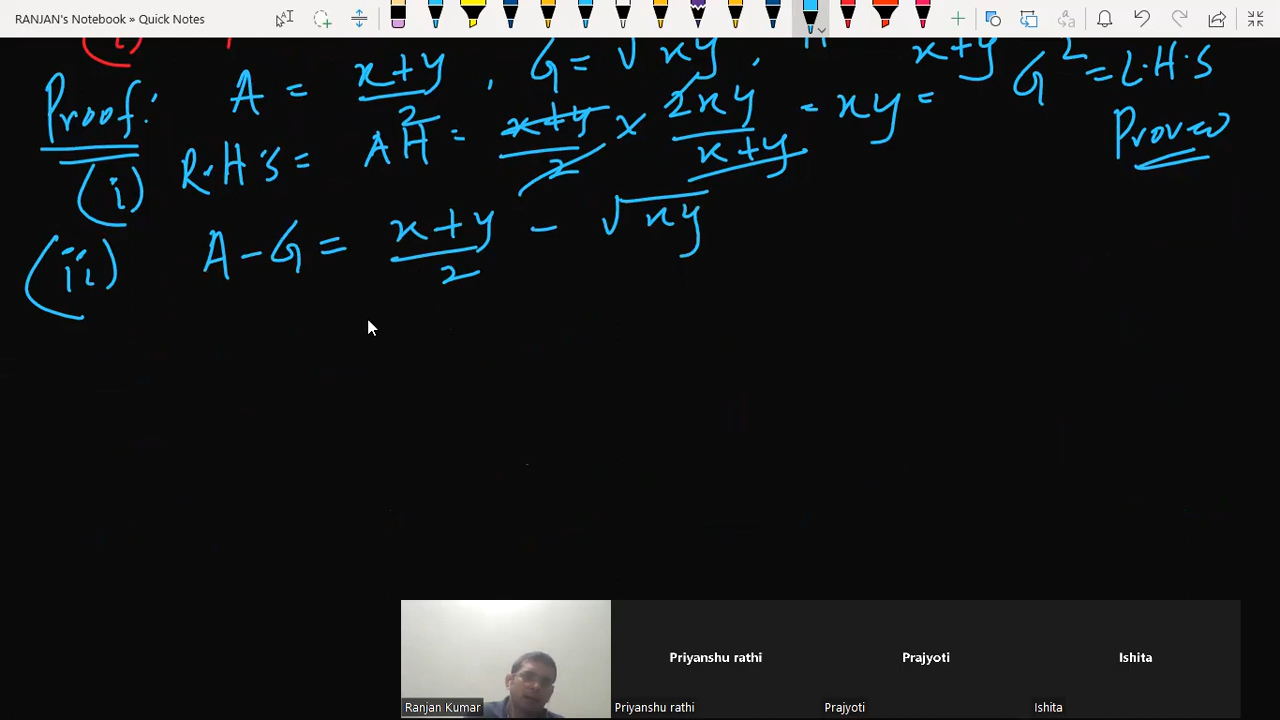 RANJAN's Notebook » Quick Notes
(i)
Proof: A = x+y/2 , G = √xy , x+y
(i) R.H.S = AH = x+y/2 × 2xy/x+y = xy = G² = L.H.S
Proved
(ii) A-G = x+y/2 - √xy
Priyanshu rathi Prajyoti Ishita
Ranjan Kumar Priyanshu rathi Prajyoti Ishita